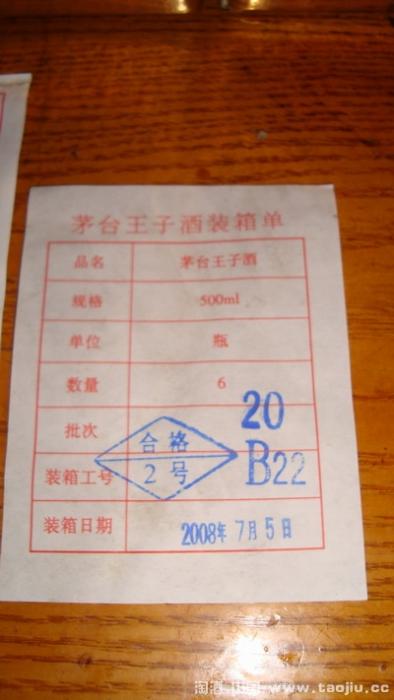 茅台王子酒装箱单
品名 茅台王子酒
规格 500ml
单位 瓶
数量 6
批次 20
合格
2号
装箱工号 B22
装箱日期 2008年7月5日
www.taojiu.cc